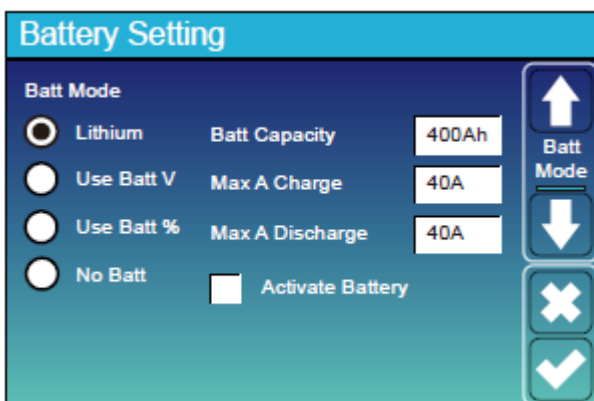 Battery Setting
Batt Mode
Lithium Batt Capacity 400Ah
Use Batt V Max A Charge 40A
Use Batt % Max A Discharge 40A
No Batt Activate Battery
Batt
Mode